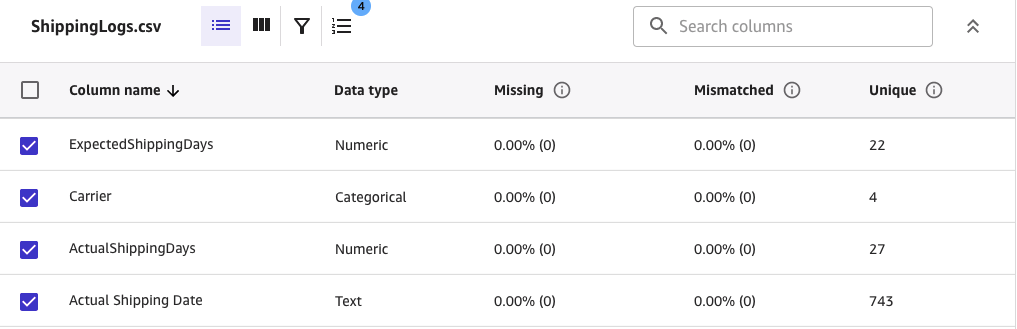 4
ShippingLogs.csv Search columns
Column name Data type Missing Mismatched Unique
ExpectedShippingDays Numeric 0.00% (0) 0.00% (0) 22
Carrier Categorical 0.00% (0) 0.00% (0) 4
ActualShippingDays Numeric 0.00% (0) 0.00% (0) 27
Actual Shipping Date Text 0.00% (0) 0.00% (0) 743